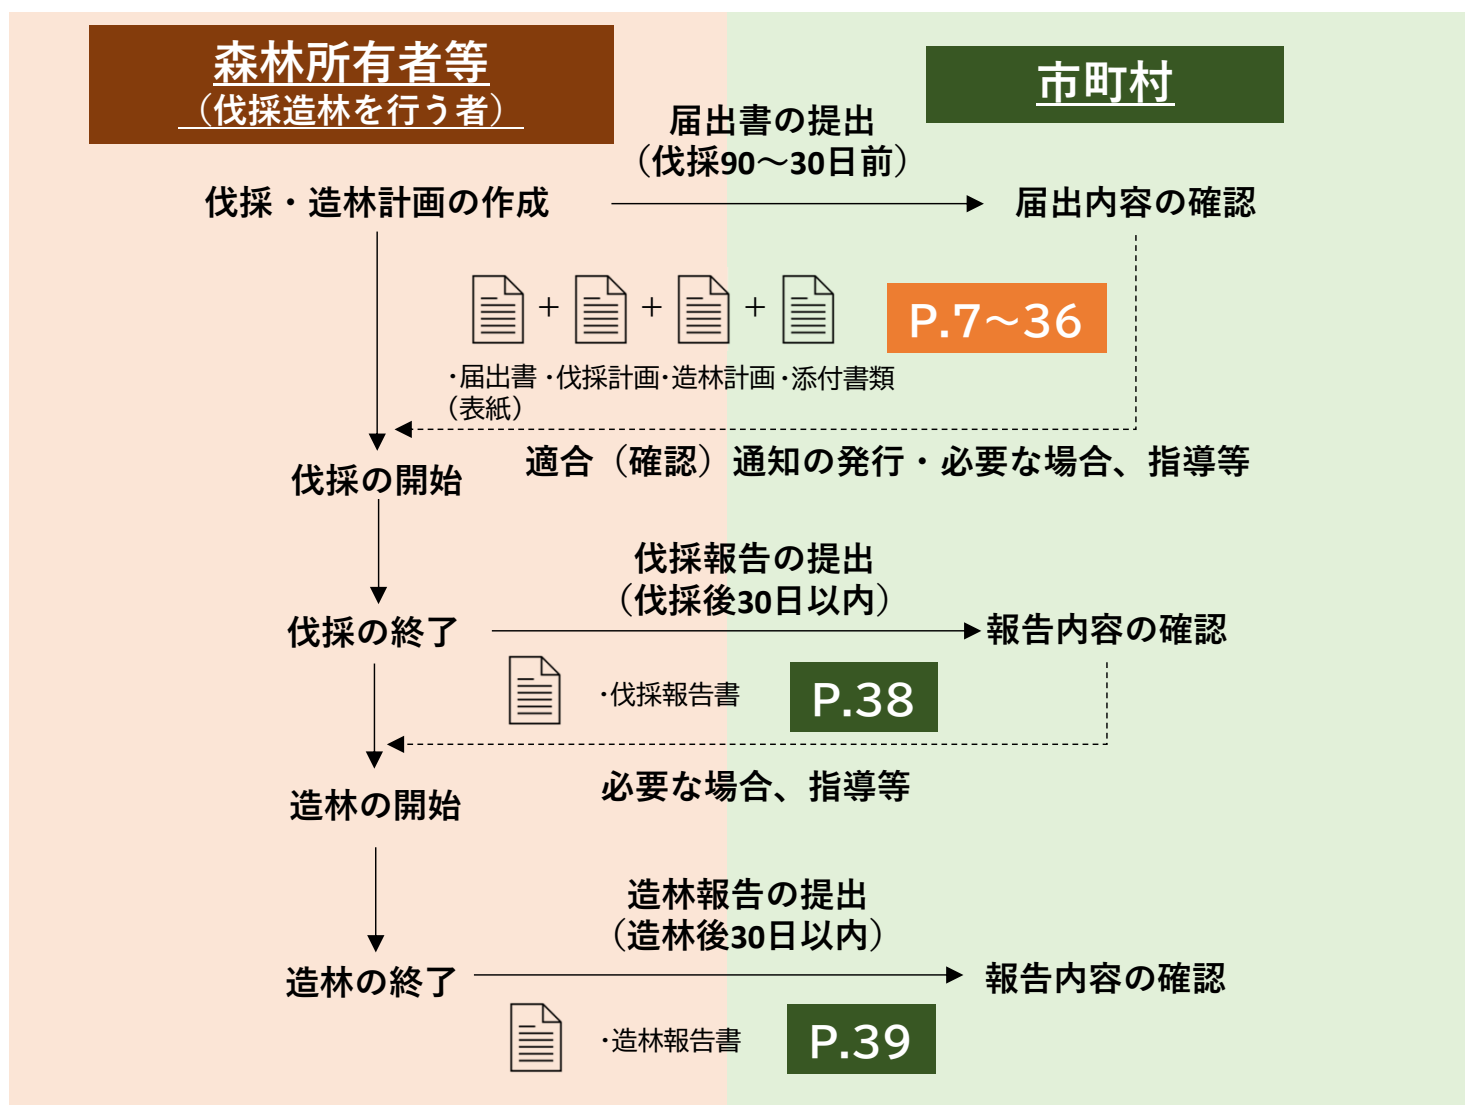 森林所有者等
（伐採造林を行う者）
市町村
届出書の提出
（伐採90～30日前）
伐採・造林計画の作成
届出内容の確認
＋ ＋ ＋
P.7～36
・届出書 ・伐採計画・造林計画・添付書類
（表紙）
適合（確認）通知の発行・必要な場合、指導等
伐採の開始
伐採報告の提出
（伐採後30日以内）
伐採の終了
報告内容の確認
・伐採報告書
P.38
必要な場合、指導等
造林の開始
造林報告の提出
（造林後30日以内）
造林の終了
報告内容の確認
・造林報告書
P.39